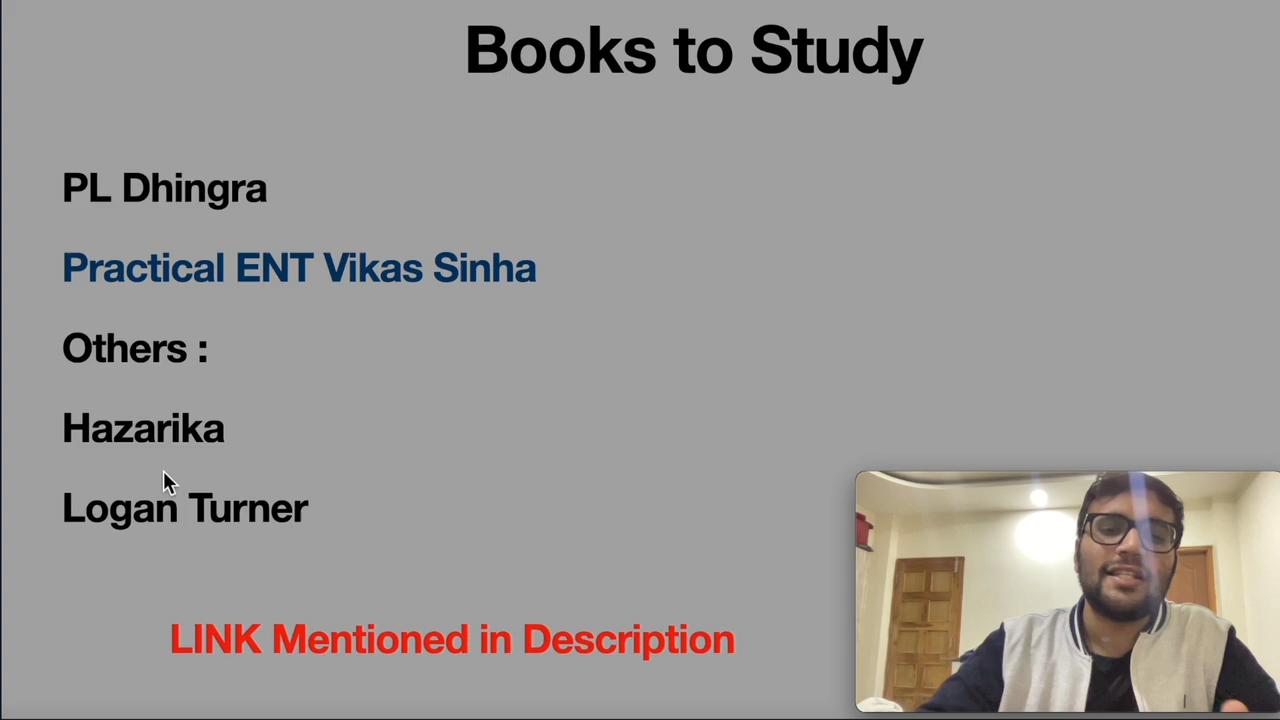 Books to Study
PL Dhingra
Practical ENT Vikas Sinha
Others :
Hazarika
Logan Turner
LINK Mentioned in Description